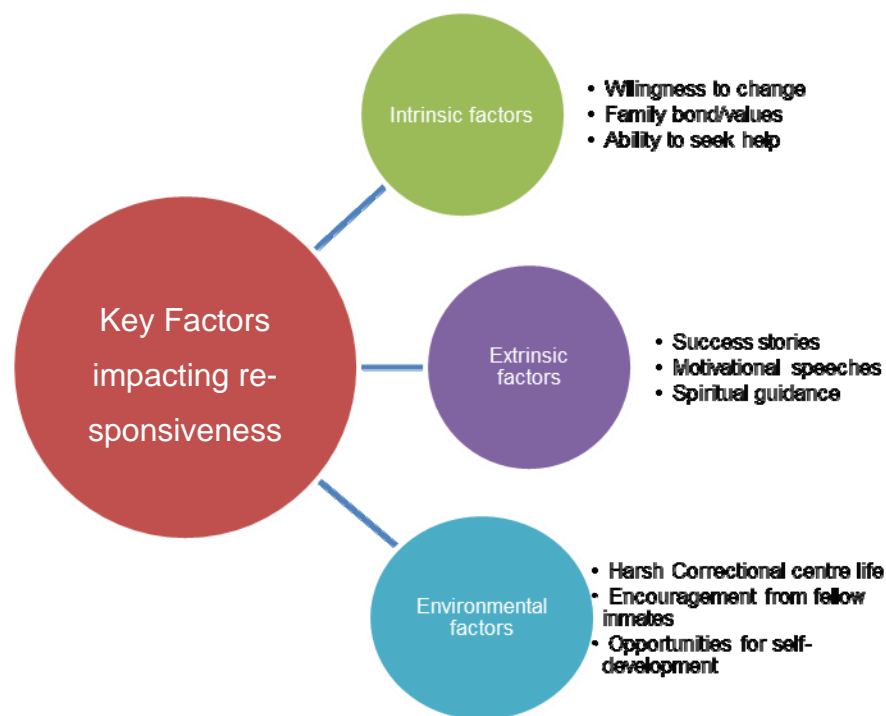 Key Factors
impacting re-
sponsiveness
Intrinsic factors
• Willingness to change
• Family bond/values
• Ability to seek help
Extrinsic
factors
• Success stories
• Motivational speeches
• Spiritual guidance
Environmental
factors
• Harsh Correctional centre life
• Encouragement from fellow
inmates
• Opportunities for self-
development